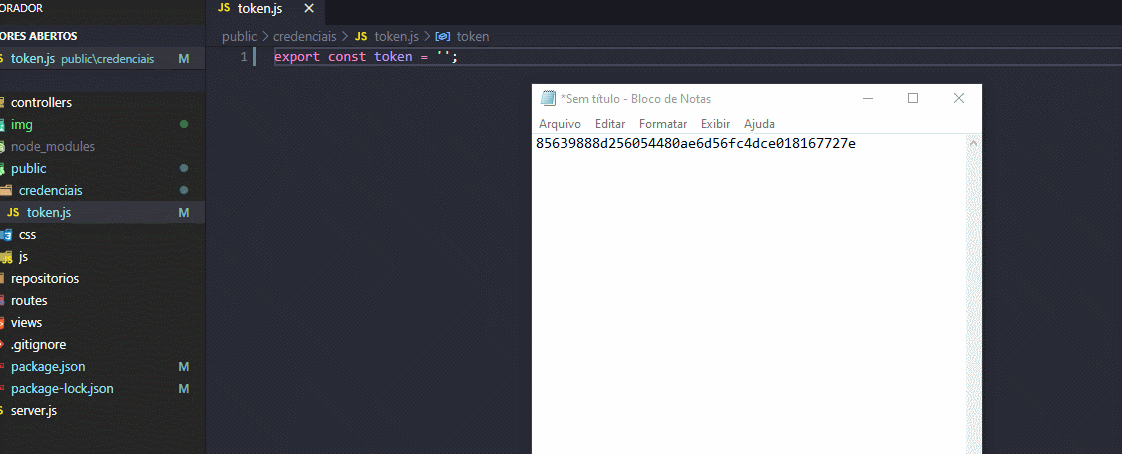 ORADOR
ORES ABERTOS
token.js public\credenciais M
controllers
img
node_modules
public
credenciais
JS token.js M
css
js
repositorios
routes
views
.gitignore
package.json M
package-lock.json M
server.js
JS token.js ×
public > credenciais > JS token.js > token
1 export const token = '';
*Sem título - Bloco de Notas
Arquivo Editar Formatar Exibir Ajuda
85639888d256054480ae6d56fc4dce018167727e